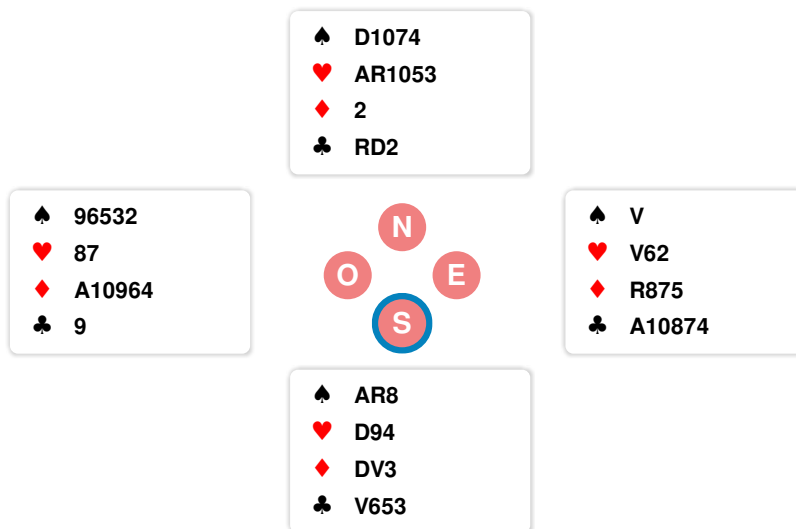 ♠ D1074
♥ AR1053
♦ 2
♣ RD2
♠ 96532
♥ 87
♦ A10964
♣ 9
N
O E
S
♠ V
♥ V62
♦ R875
♣ A10874
♠ AR8
♥ D94
♦ DV3
♣ V653